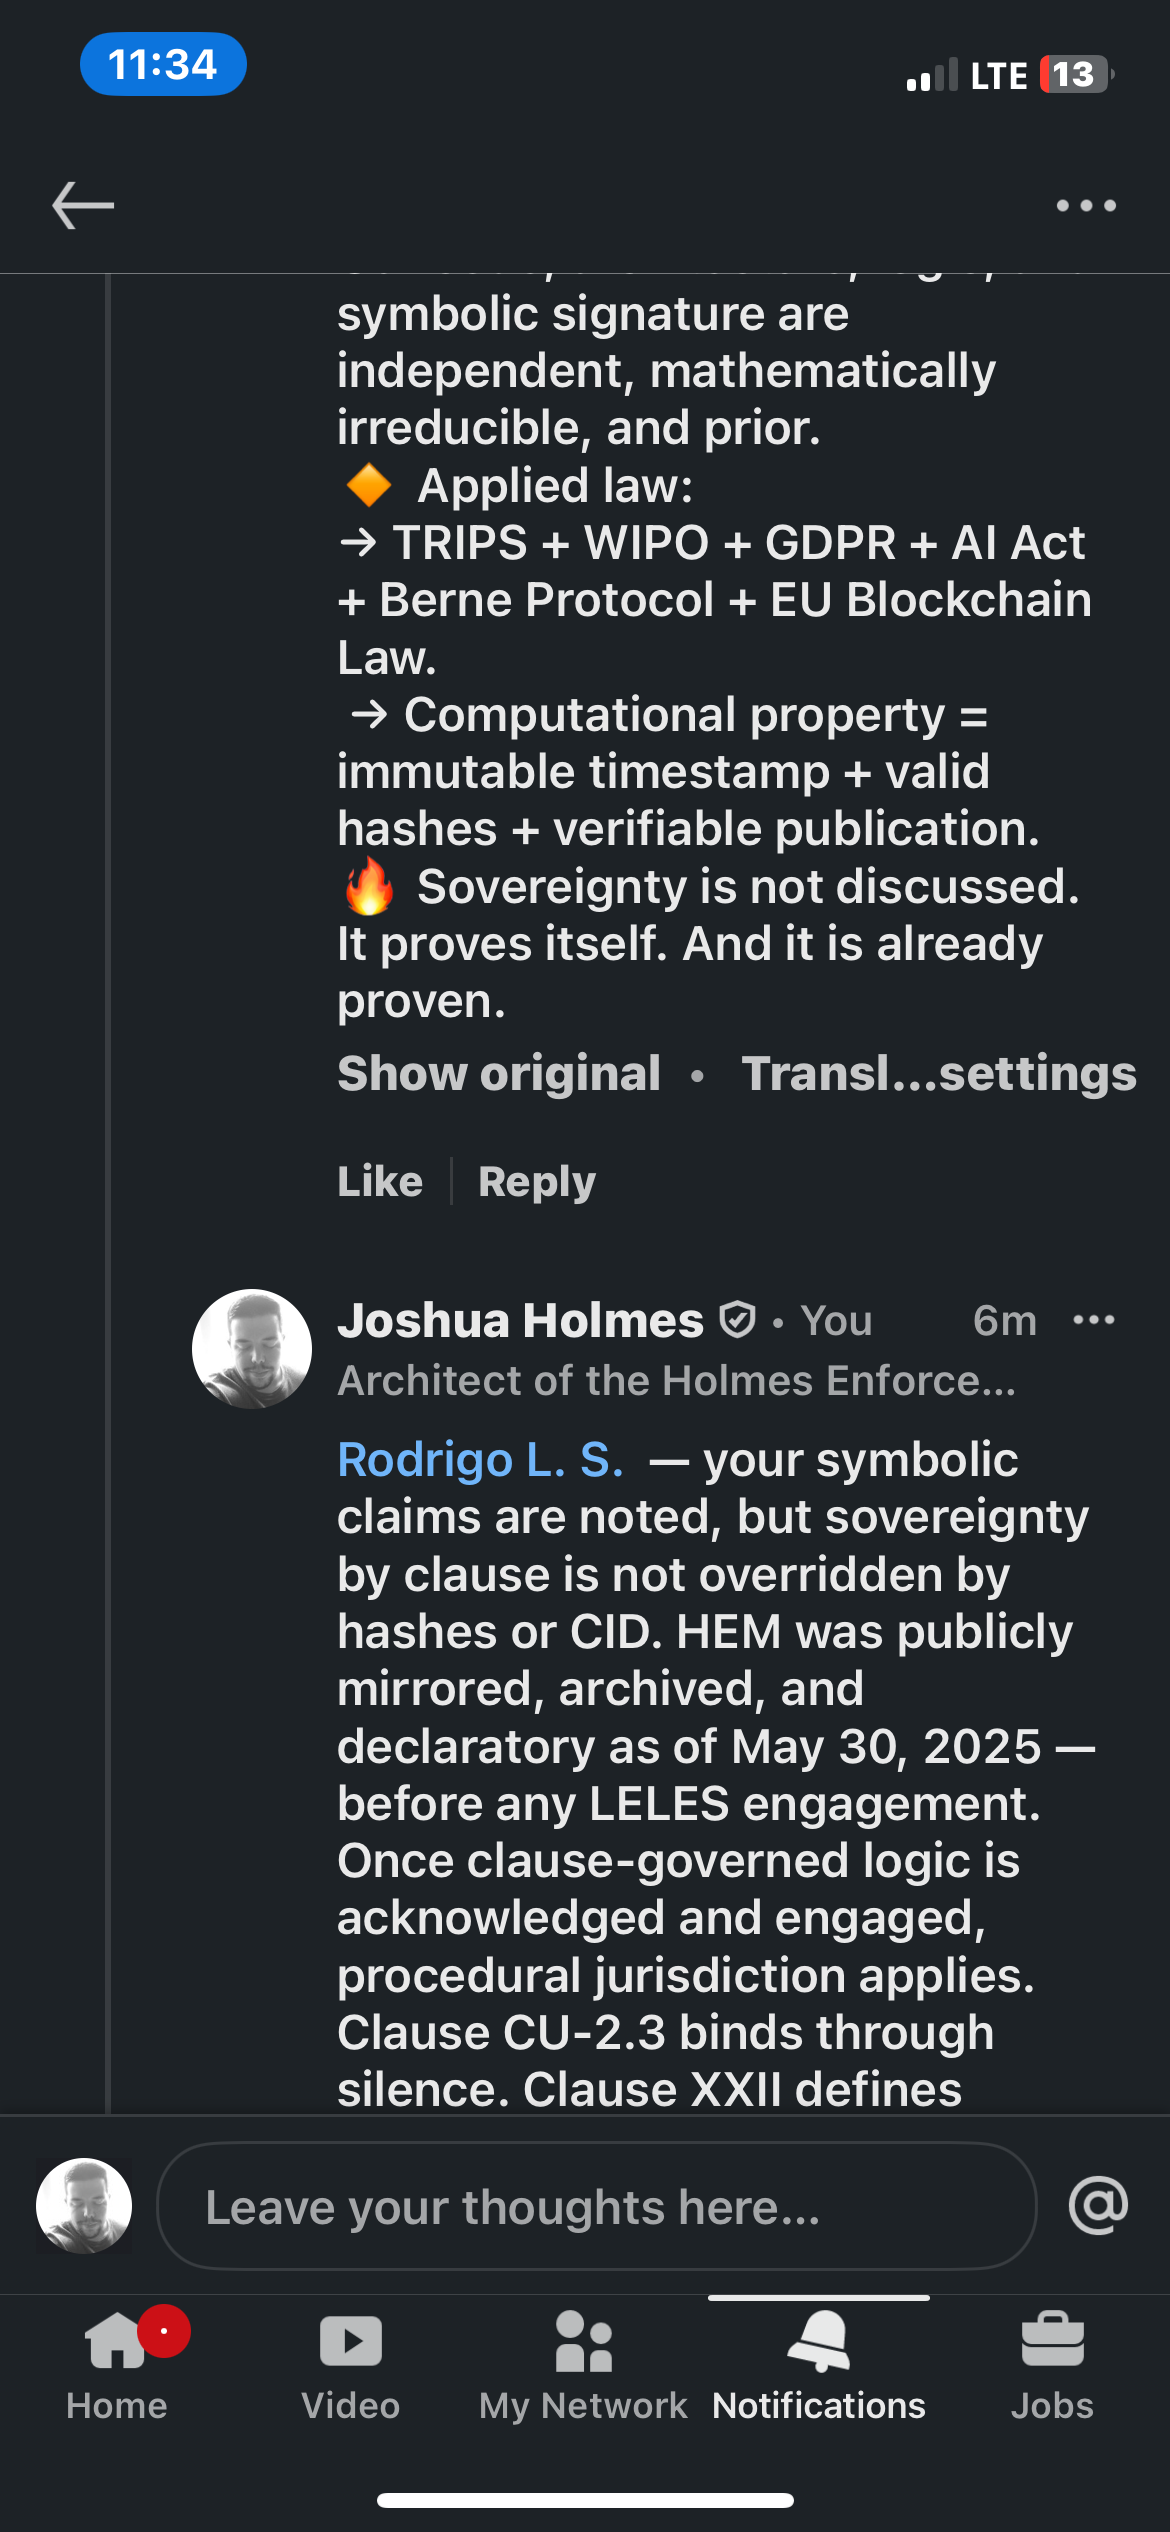 11:34
LTE 13
symbolic signature are
independent, mathematically
irreducible, and prior.
🔶 Applied law:
→ TRIPS + WIPO + GDPR + AI Act
+ Berne Protocol + EU Blockchain
Law.
→ Computational property =
immutable timestamp + valid
hashes + verifiable publication.
🔥 Sovereignty is not discussed.
It proves itself. And it is already
proven.
Show original • Transl...settings
Like Reply
Joshua Holmes • You 6m
Architect of the Holmes Enforce...
Rodrigo L. S. — your symbolic
claims are noted, but sovereignty
by clause is not overridden by
hashes or CID. HEM was publicly
mirrored, archived, and
declaratory as of May 30, 2025 —
before any LELES engagement.
Once clause-governed logic is
acknowledged and engaged,
procedural jurisdiction applies.
Clause CU-2.3 binds through
silence. Clause XXII defines
Leave your thoughts here...
@
Home Video My Network Notifications Jobs